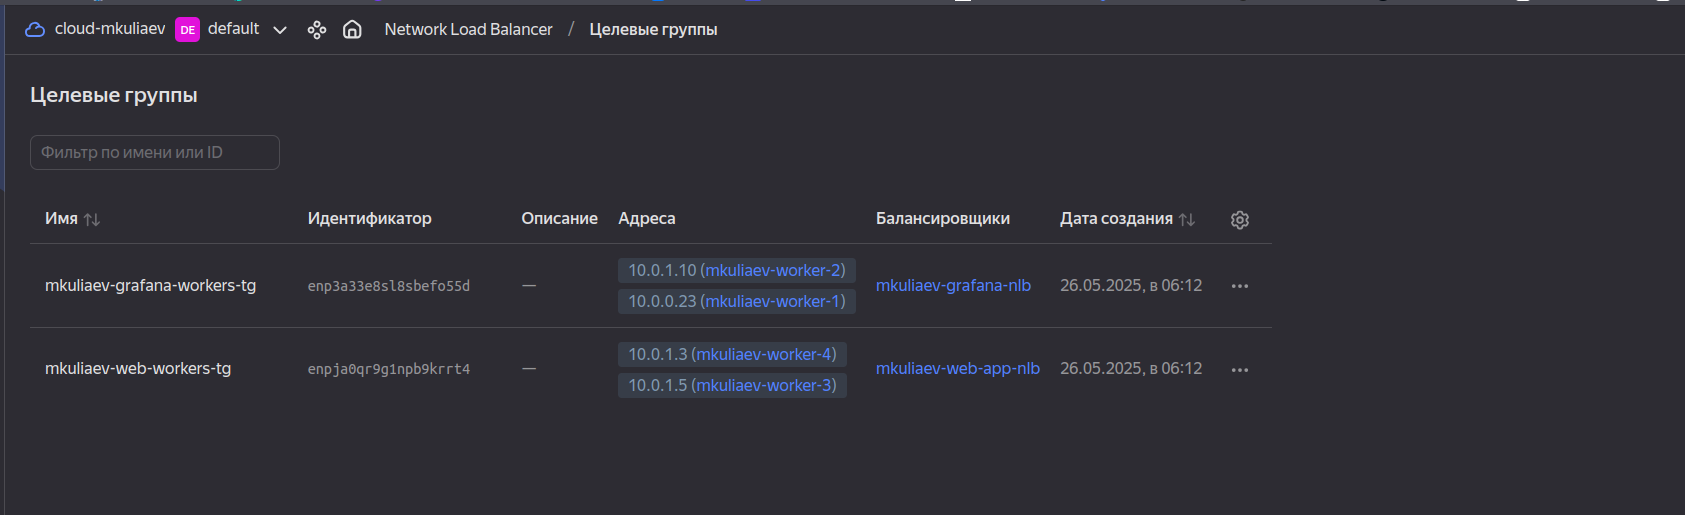 cloud-mkuliaev DE default Network Load Balancer / Целевые группы
Целевые группы
Фильтр по имени или ID
Имя Идентификатор Описание Адреса Балансировщики Дата создания
mkuliaev-grafana-workers-tg enp3a33e8sl8sbefo55d — 10.0.1.10 (mkuliaev-worker-2) mkuliaev-grafana-nlb 26.05.2025, в 06:12
10.0.0.23 (mkuliaev-worker-1)
mkuliaev-web-workers-tg enpja0qr9g1npb9krrt4 — 10.0.1.3 (mkuliaev-worker-4) mkuliaev-web-app-nlb 26.05.2025, в 06:12
10.0.1.5 (mkuliaev-worker-3)